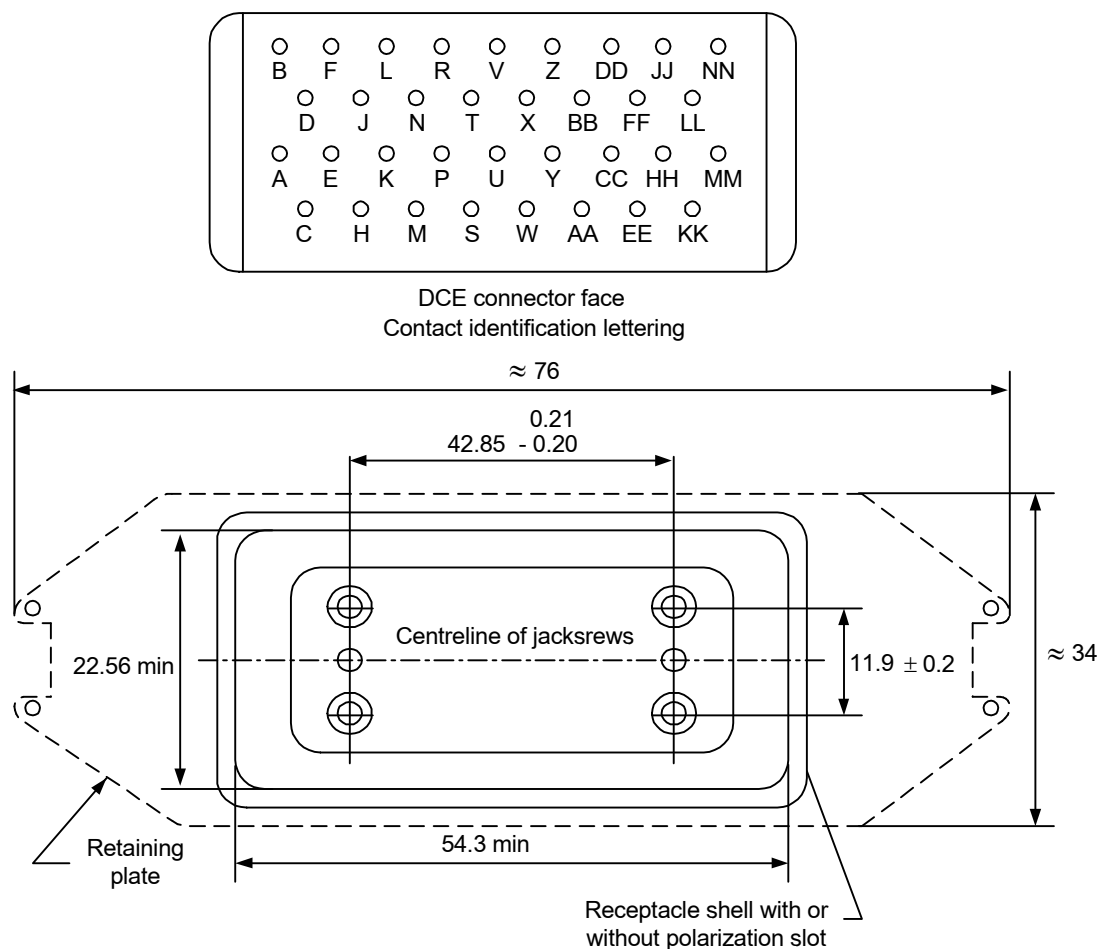 B F L R V Z DD JJ NN
D J N T X BB FF LL
A E K P U Y CC HH MM
C H M S W AA EE KK
DCE connector face
Contact identification lettering
≈ 76
0.21
42.85 - 0.20
Centreline of jacksrews
22.56 min
11.9 ± 0.2
≈ 34
54.3 min
Retaining
plate
Receptacle shell with or
without polarization slot